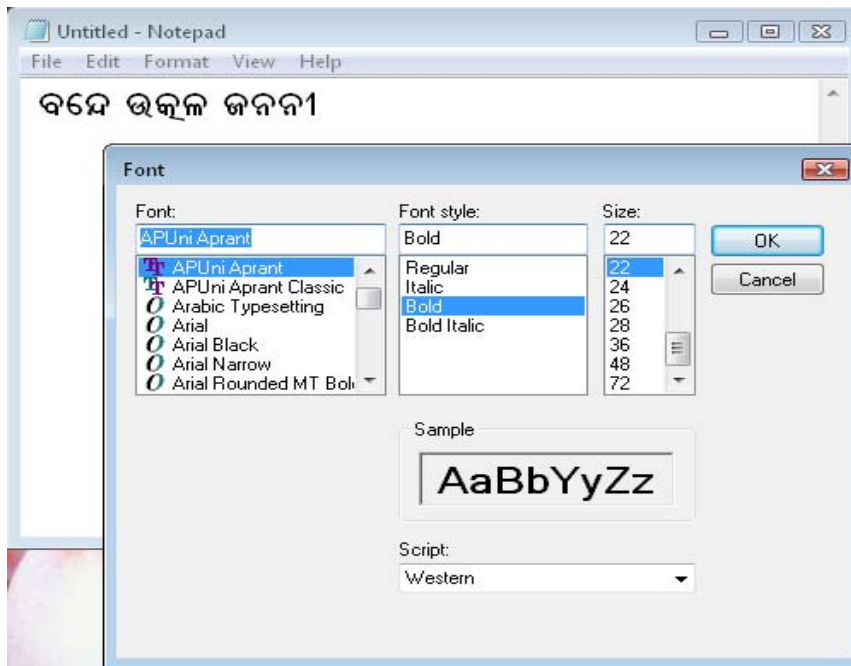 Untitled - Notepad
File Edit Format View Help
ବନ୍ଦେ ଉତ୍କଳ ଜନନୀ
Font
Font: Font style: Size:
APUni Aprant Bold 22
APUni Aprant Regular 22
APUni Aprant Classic Italic 24
Arabic Typesetting Bold 26
Arial Bold Italic 28
Arial Black 36
Arial Narrow 48
Arial Rounded MT Bol 72
OK
Cancel
Sample
AaBbYyZz
Script:
Western